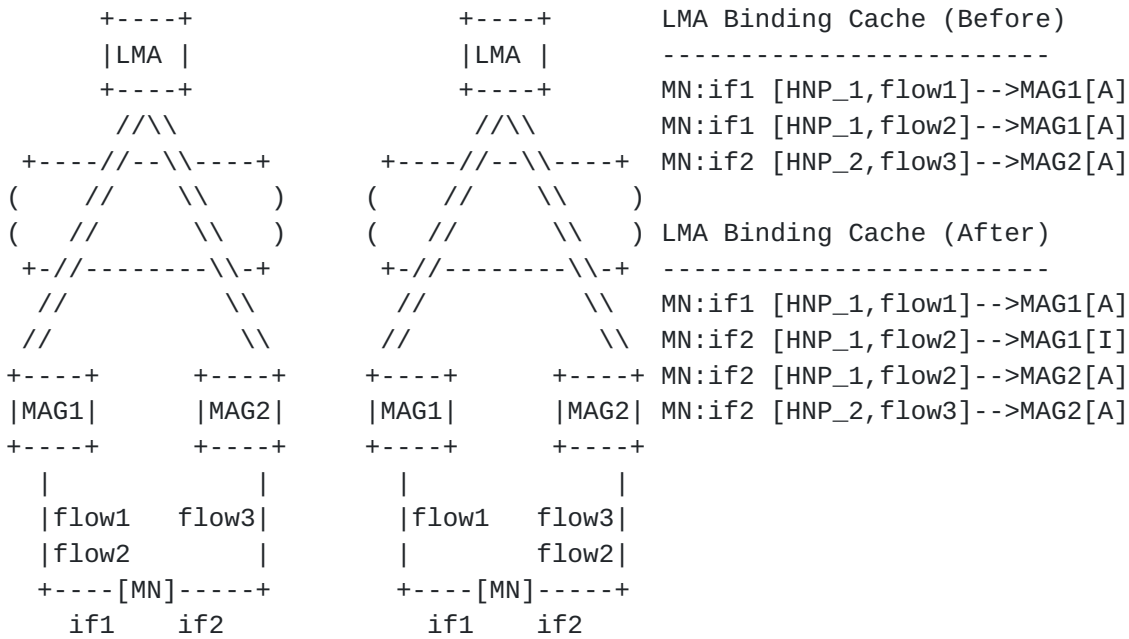 +----+                 +----+       LMA Binding Cache (Before)
      |LMA |                 |LMA |       -------------------------
      +----+                 +----+       MN:if1 [HNP_1,flow1]-->MAG1[A]
       //\\                   //\\        MN:if1 [HNP_1,flow2]-->MAG1[A]
 +----//--\\----+       +----//--\\----+  MN:if2 [HNP_2,flow3]-->MAG2[A]
(    //    \\    )     (    //    \\    )
(   //      \\   )     (   //      \\   ) LMA Binding Cache (After)
 +-//--------\\-+       +-//--------\\-+  -------------------------
  //          \\         //          \\   MN:if1 [HNP_1,flow1]-->MAG1[A]
 //            \\       //            \\  MN:if2 [HNP_1,flow2]-->MAG1[I]
+----+     +----+     +----+     +----+ MN:if2 [HNP_1,flow2]-->MAG2[A]
|MAG1|     |MAG2|     |MAG1|     |MAG2| MN:if2 [HNP_2,flow3]-->MAG2[A]
+----+     +----+     +----+     +----+
  |            |        |            |
  |flow1  flow3|        |flow1  flow3|
  |flow2       |        |       flow2|
  +----[MN]-----+       +----[MN]-----+
    if1   if2             if1   if2